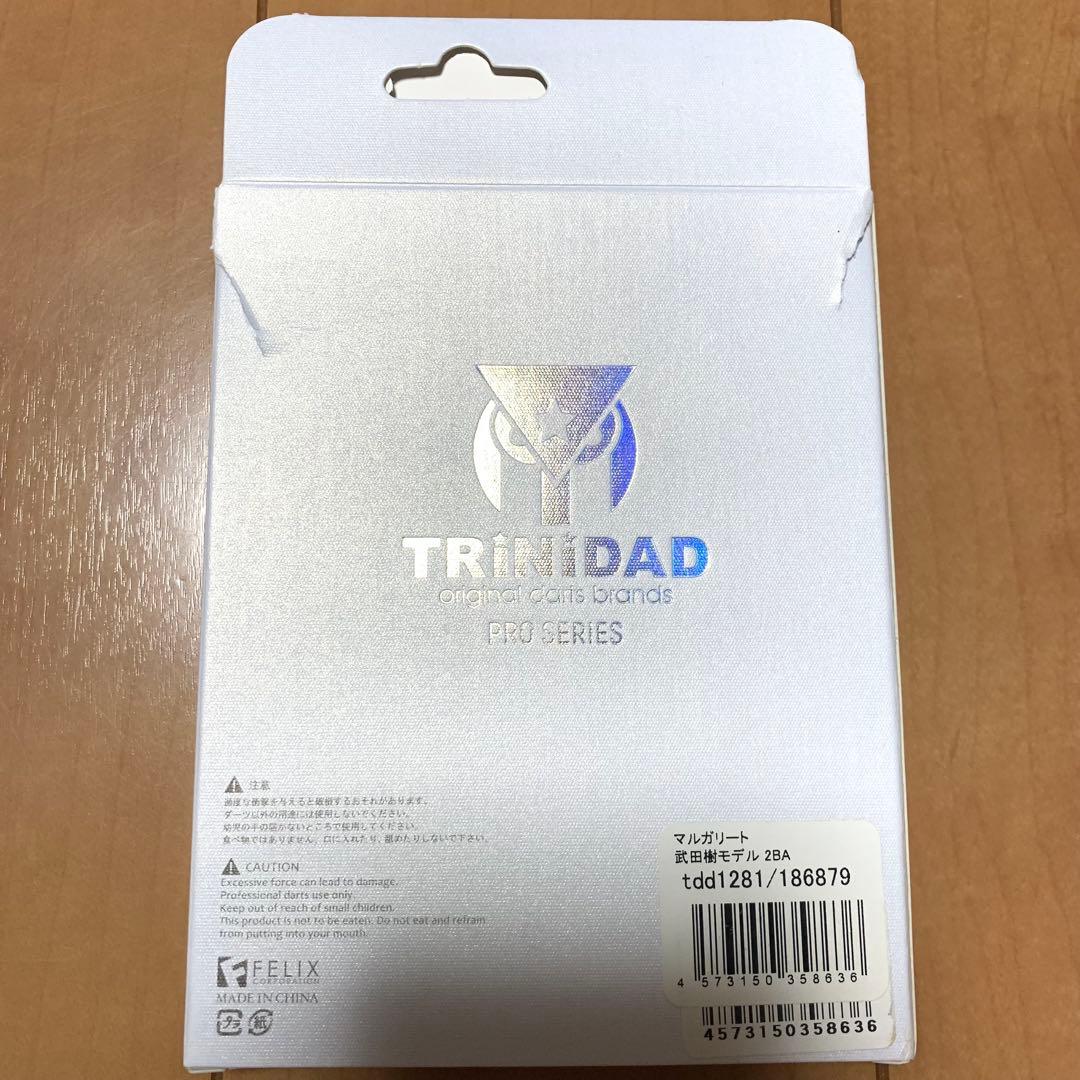 TRiNiDAD
original darts brands
PRO SERIES
注意
過度な衝撃を与えると破損するおそれがあります。
ダーツ以外の用途には使用しないでください。
幼児の手の届かないところで使用してください。
食べ物ではありません。口に入れたり、舐めたりしないで下さい。
CAUTION
Excessive force can lead to damage.
Professional darts use only.
Keep out of reach of small children.
This product is not to be eaten. Do not eat and refrain
from putting into your mouth.
FELIX
CORPORATION
MADE IN CHINA
プラ 紙
マルガリート
武田樹モデル 2BA
tdd1281/186879
4 573150 358636
4573150358636